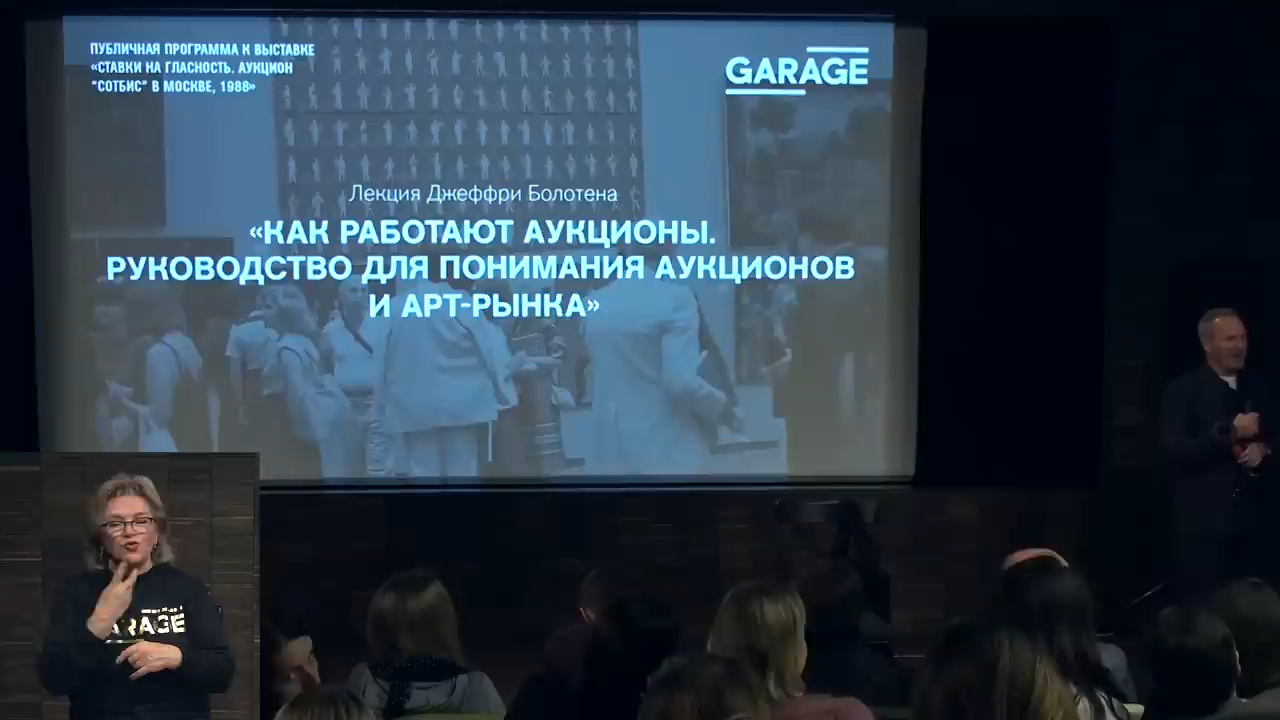 ПУБЛИЧНАЯ ПРОГРАММА К ВЫСТАВКЕ
«СТАВКИ НА ГЛАСНОСТЬ. АУКЦИОН
"СОТБИС" В МОСКВЕ, 1988»
GARAGE
Лекция Джеффри Болотена
«КАК РАБОТАЮТ АУКЦИОНЫ.
РУКОВОДСТВО ДЛЯ ПОНИМАНИЯ АУКЦИОНОВ
И АРТ-РЫНКА»
ARAGE